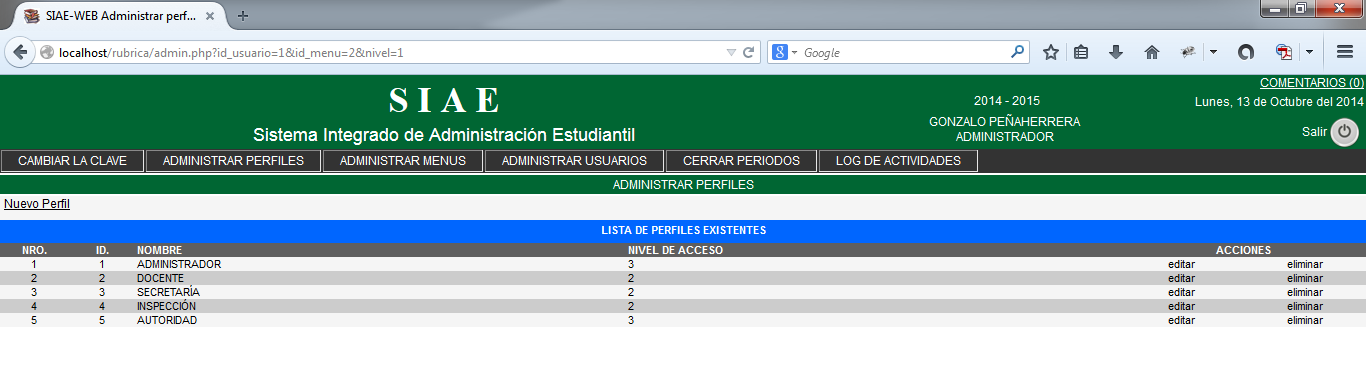 SIAE-WEB Administrar perf...
localhost/rubrica/admin.php?id_usuario=1&id_menu=2&nivel=1
Google
COMENTARIOS (0)
S I A E
2014 - 2015
Lunes, 13 de Octubre del 2014
Sistema Integrado de Administración Estudiantil
GONZALO PEÑAHERRERA
ADMINISTRADOR
Salir
CAMBIAR LA CLAVE ADMINISTRAR PERFILES ADMINISTRAR MENUS ADMINISTRAR USUARIOS CERRAR PERIODOS LOG DE ACTIVIDADES
ADMINISTRAR PERFILES
Nuevo Perfil
LISTA DE PERFILES EXISTENTES
NRO. ID. NOMBRE NIVEL DE ACCESO ACCIONES
1 1 ADMINISTRADOR 3 editar eliminar
2 2 DOCENTE 2 editar eliminar
3 3 SECRETARÍA 2 editar eliminar
4 4 INSPECCIÓN 2 editar eliminar
5 5 AUTORIDAD 3 editar eliminar